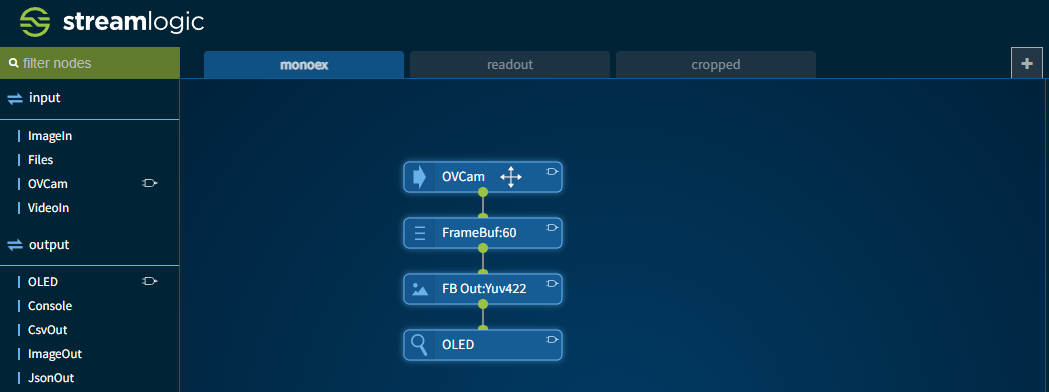 streamlogic
filter nodes
monoex
readout
cropped
input
ImageIn
Files
OVCam
VideoIn
output
OLED
Console
CsvOut
ImageOut
JsonOut
OVCam
FrameBuf:60
FB Out:Yuv422
OLED